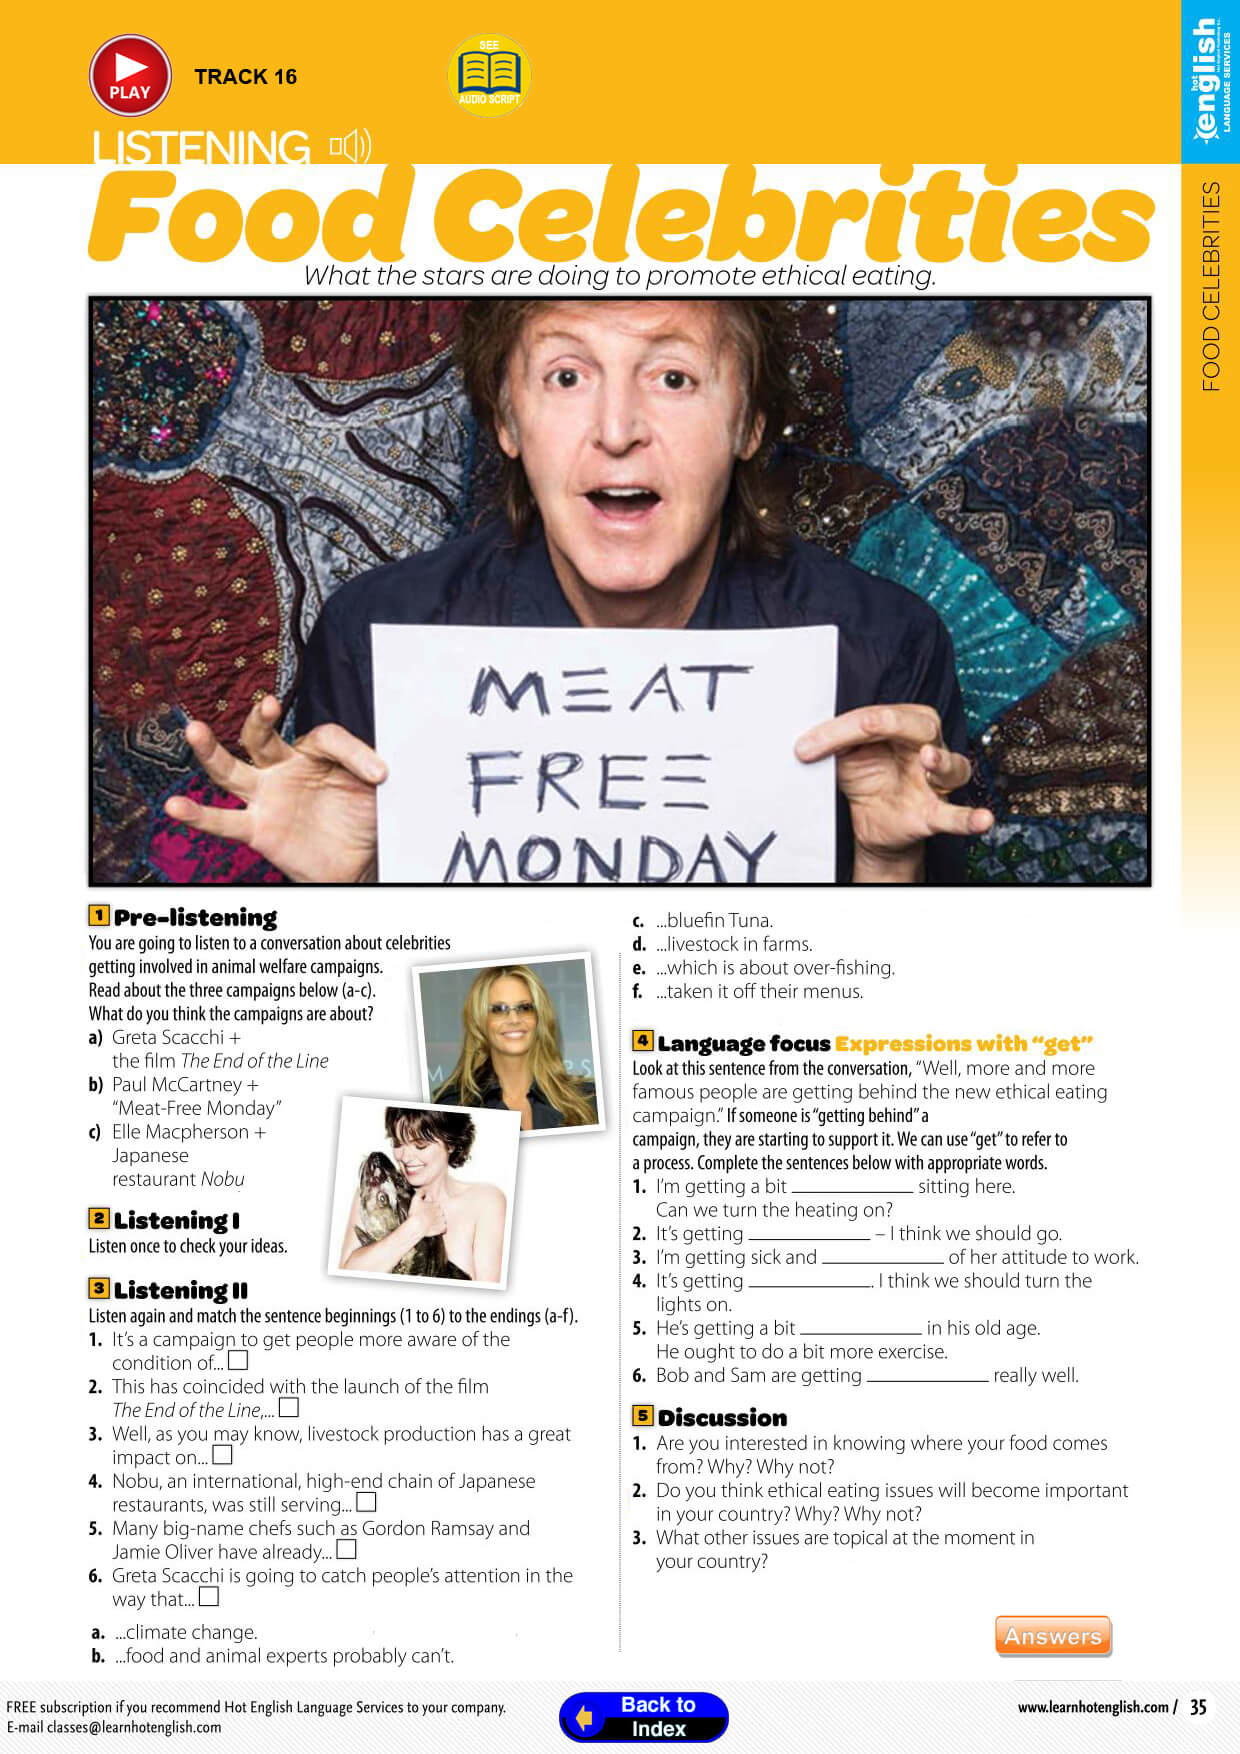 PLAY
TRACK 16
SEE
AUDIO SCRIPT
LISTENING
Food Celebrities
What the stars are doing to promote ethical eating.
hot
english
LANGUAGE SERVICES
FOOD CELEBRITIES
MEAT
FREE
MONDAY
1 Pre-listening
You are going to listen to a conversation about celebrities
getting involved in animal welfare campaigns.
Read about the three campaigns below (a-c).
What do you think the campaigns are about?
a) Greta Scacchi +
the film The End of the Line
b) Paul McCartney +
“Meat-Free Monday”
c) Elle Macpherson +
Japanese
restaurant Nobu
2 Listening I
Listen once to check your ideas.
3 Listening II
Listen again and match the sentence beginnings (1 to 6) to the endings (a-f).
1. It’s a campaign to get people more aware of the
condition of...
2. This has coincided with the launch of the film
The End of the Line,...
3. Well, as you may know, livestock production has a great
impact on...
4. Nobu, an international, high-end chain of Japanese
restaurants, was still serving...
5. Many big-name chefs such as Gordon Ramsay and
Jamie Oliver have already...
6. Greta Scacchi is going to catch people’s attention in the
way that...
a. ...climate change.
b. ...food and animal experts probably can’t.
c. ...bluefin Tuna.
d. ...livestock in farms.
e. ...which is about over-fishing.
f. ...taken it off their menus.
4 Language focus Expressions with “get”
Look at this sentence from the conversation, “Well, more and more
famous people are getting behind the new ethical eating
campaign.” If someone is “getting behind” a
campaign, they are starting to support it. We can use “get” to refer to
a process. Complete the sentences below with appropriate words.
1. I’m getting a bit ____________ sitting here.
Can we turn the heating on?
2. It’s getting ____________ – I think we should go.
3. I’m getting sick and ____________ of her attitude to work.
4. It’s getting ____________. I think we should turn the
lights on.
5. He’s getting a bit ____________ in his old age.
He ought to do a bit more exercise.
6. Bob and Sam are getting ____________ really well.
5 Discussion
1. Are you interested in knowing where your food comes
from? Why? Why not?
2. Do you think ethical eating issues will become important
in your country? Why? Why not?
3. What other issues are topical at the moment in
your country?
Answers
FREE subscription if you recommend Hot English Language Services to your company.
E-mail classes@learnhotenglish.com
Back to
Index
www.learnhotenglish.com / 35